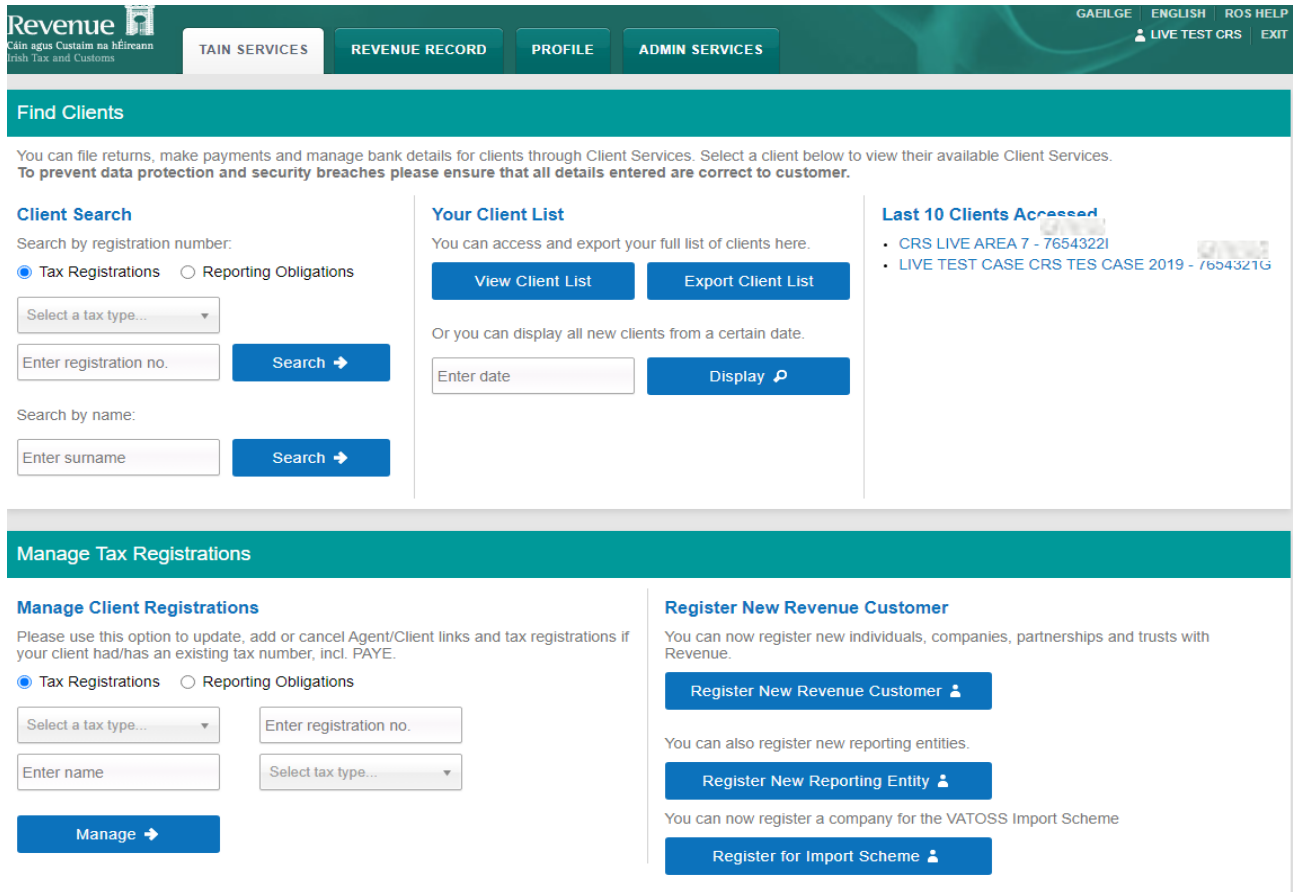 GAEILGE ENGLISH ROS HELP
LIVE TEST CRS EXIT
Revenue
Cáin agus Custaim na hÉireann
Irish Tax and Customs
TAIN SERVICES REVENUE RECORD PROFILE ADMIN SERVICES
Find Clients
You can file returns, make payments and manage bank details for clients through Client Services. Select a client below to view their available Client Services.
To prevent data protection and security breaches please ensure that all details entered are correct to customer.
Client Search
Search by registration number:
Tax Registrations Reporting Obligations
Select a tax type...
Enter registration no. Search
Search by name:
Enter surname Search
Your Client List
You can access and export your full list of clients here.
View Client List Export Client List
Or you can display all new clients from a certain date.
Enter date Display
Last 10 Clients Accessed
CRS LIVE AREA 7 - 7654322I
LIVE TEST CASE CRS TES CASE 2019 - 7654321G
Manage Tax Registrations
Manage Client Registrations
Please use this option to update, add or cancel Agent/Client links and tax registrations if
your client had/has an existing tax number, incl. PAYE.
Tax Registrations Reporting Obligations
Select a tax type... Enter registration no.
Enter name Select tax type...
Manage
Register New Revenue Customer
You can now register new individuals, companies, partnerships and trusts with
Revenue.
Register New Revenue Customer
You can also register new reporting entities.
Register New Reporting Entity
You can now register a company for the VATOSS Import Scheme
Register for Import Scheme